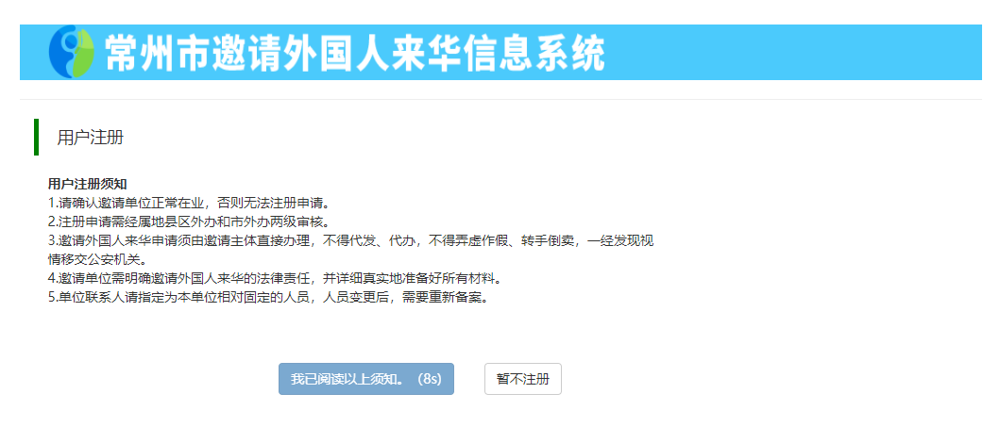 常州市邀请外国人来华信息系统
用户注册
用户注册须知
1.请确认邀请单位正常在业，否则无法注册申请。
2.注册申请需经属地县区外办和市外办两级审核。
3.邀请外国人来华申请须由邀请主体直接办理，不得代发、代办，不得弄虚作假、转手倒卖，一经发现视
情移交公安机关。
4.邀请单位需明确邀请外国人来华的法律责任，并详细真实地准备好所有材料。
5.单位联系人请指定为本单位相对固定的人员，人员变更后，需要重新备案。
我已阅读以上须知。（8s)
暂不注册